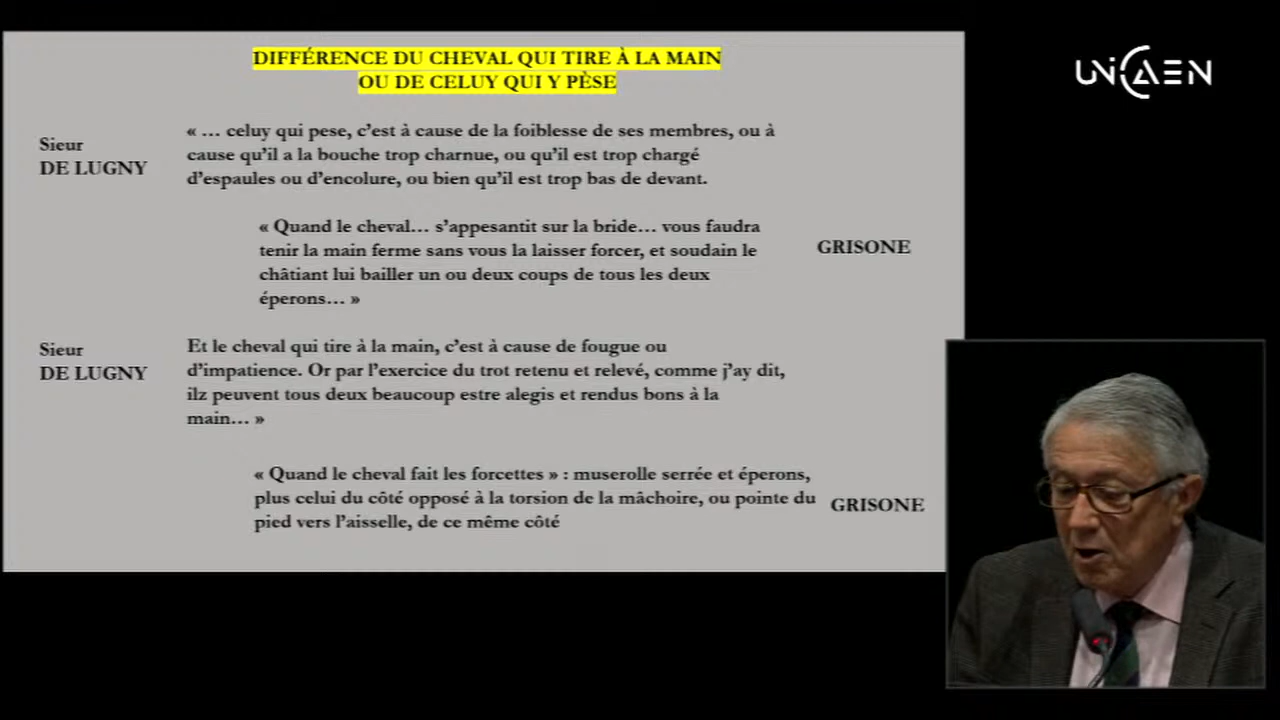 DIFFÉRENCE DU CHEVAL QUI TIRE À LA MAIN
OU DE CELUY QUI Y PÈSE
UNICAEN
Sieur
DE LUGNY
« … celuy qui pese, c’est à cause de la foiblesse de ses membres, ou à
cause qu’il a la bouche trop charnue, ou qu’il est trop chargé
d’espaules ou d’encolure, ou bien qu’il est trop bas de devant.
« Quand le cheval… s’appesantit sur la bride… vous faudra
tenir la main ferme sans vous la laisser forcer, et soudain le
châtiant lui bailler un ou deux coups de tous les deux
éperons… »
GRISONE
Sieur
DE LUGNY
Et le cheval qui tire à la main, c’est à cause de fougue ou
d’impatience. Or par l’exercice du trot retenu et relevé, comme j’ay dit,
ilz peuvent tous deux beaucoup estre alegis et rendus bons à la
main… »
« Quand le cheval fait les forcettes » : muserolle serrée et éperons,
plus celui du côté opposé à la torsion de la mâchoire, ou pointe du
pied vers l’aisselle, de ce même côté
GRISONE